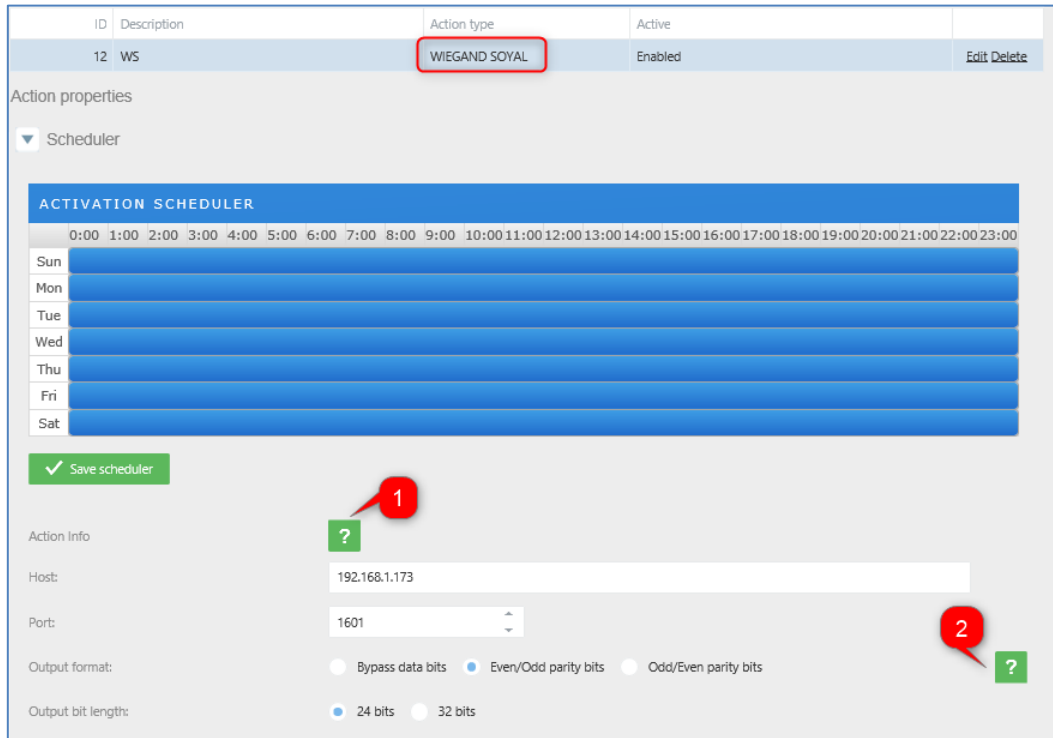 ID Description Action type Active
12 WS WIEGAND SOYAL Enabled Edit Delete
Action properties
Scheduler
ACTIVATION SCHEDULER
0:00 1:00 2:00 3:00 4:00 5:00 6:00 7:00 8:00 9:00 10:00 11:00 12:00 13:00 14:00 15:00 16:00 17:00 18:00 19:00 20:00 21:00 22:00 23:00
Sun
Mon
Tue
Wed
Thu
Fri
Sat
Save scheduler
1
Action Info ?
Host: 192.168.1.173
Port: 1601
2
Output format: Bypass data bits Even/Odd parity bits Odd/Even parity bits ?
Output bit length: 24 bits 32 bits